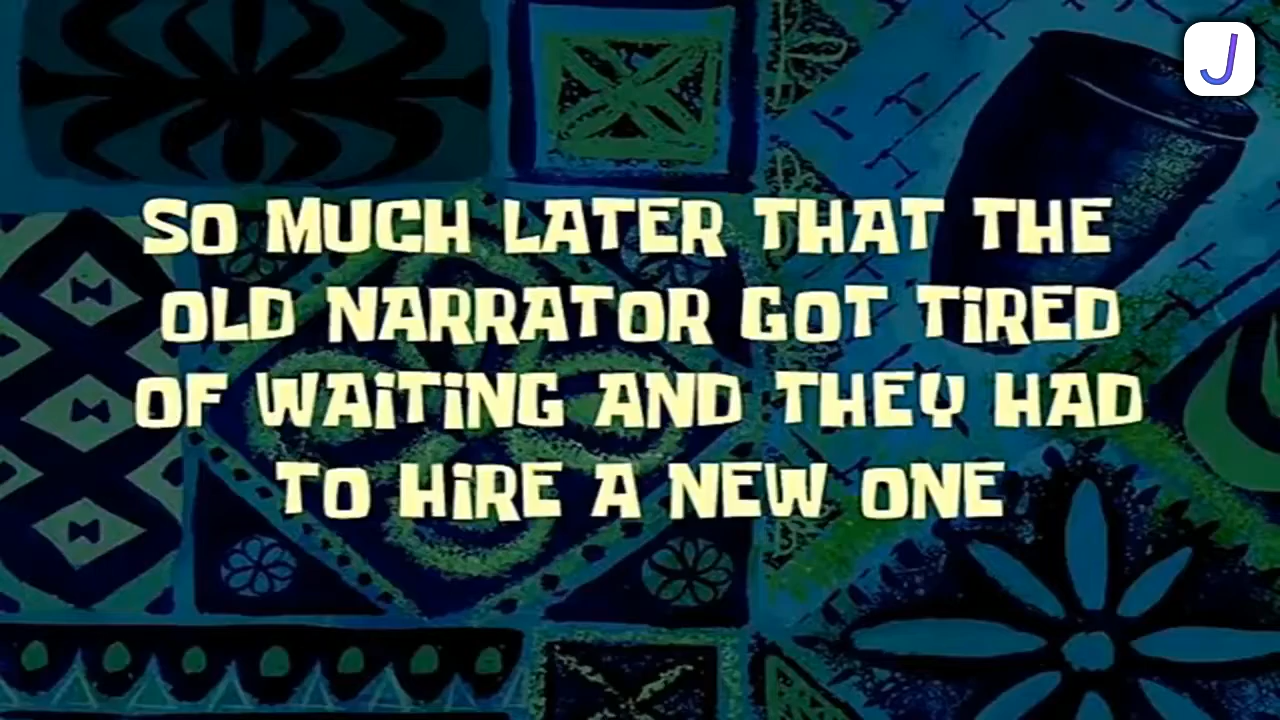 J
SO MUCH LATER THAT THE
OLD NARRATOR GOT TiRED
OF WAiTiNG AND THEY HAD
TO HiRE A NEW ONE